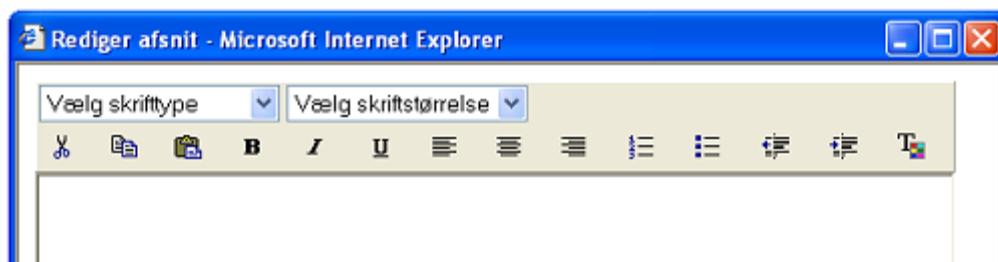 Rediger afsnit - Microsoft Internet Explorer
Vælg skrifttype Vælg skriftstørrelse
B I U T